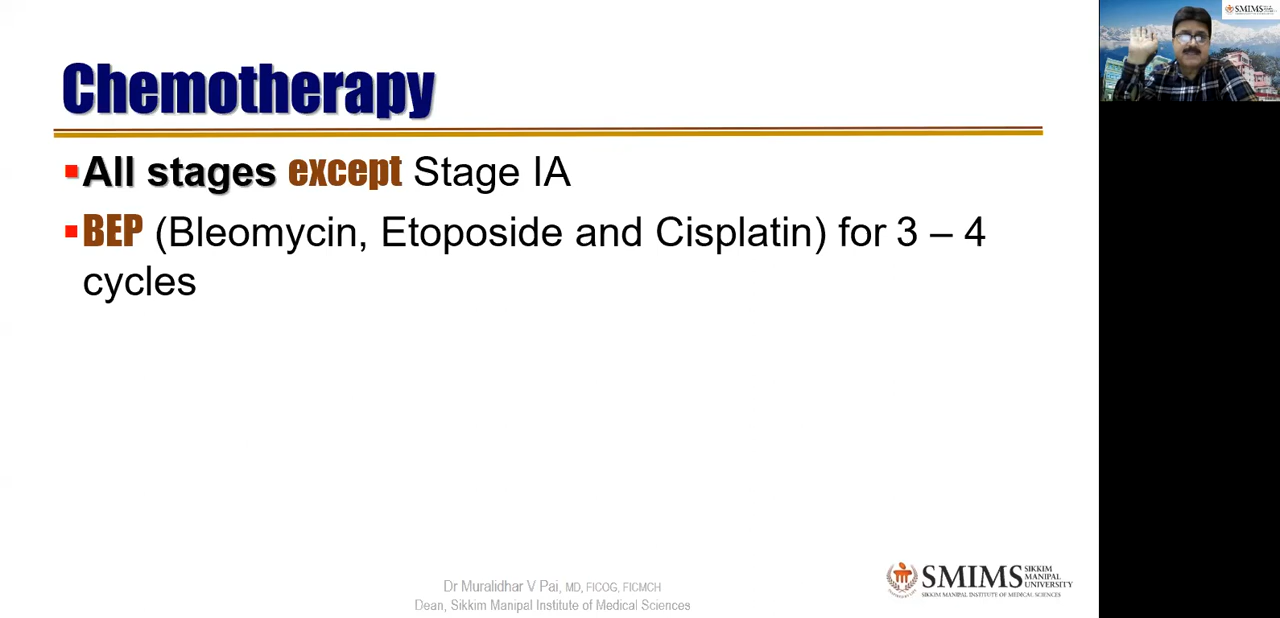 Chemotherapy
All stages except Stage IA
BEP (Bleomycin, Etoposide and Cisplatin) for 3 – 4
cycles
Dr Muralidhar V Pai, MD, FICOG, FICMCH
Dean, Sikkim Manipal Institute of Medical Sciences
SMIMS
SIKKIM
MANIPAL
UNIVERSITY
SIKKIM MANIPAL INSTITUTE OF MEDICAL SCIENCES
SMIMS